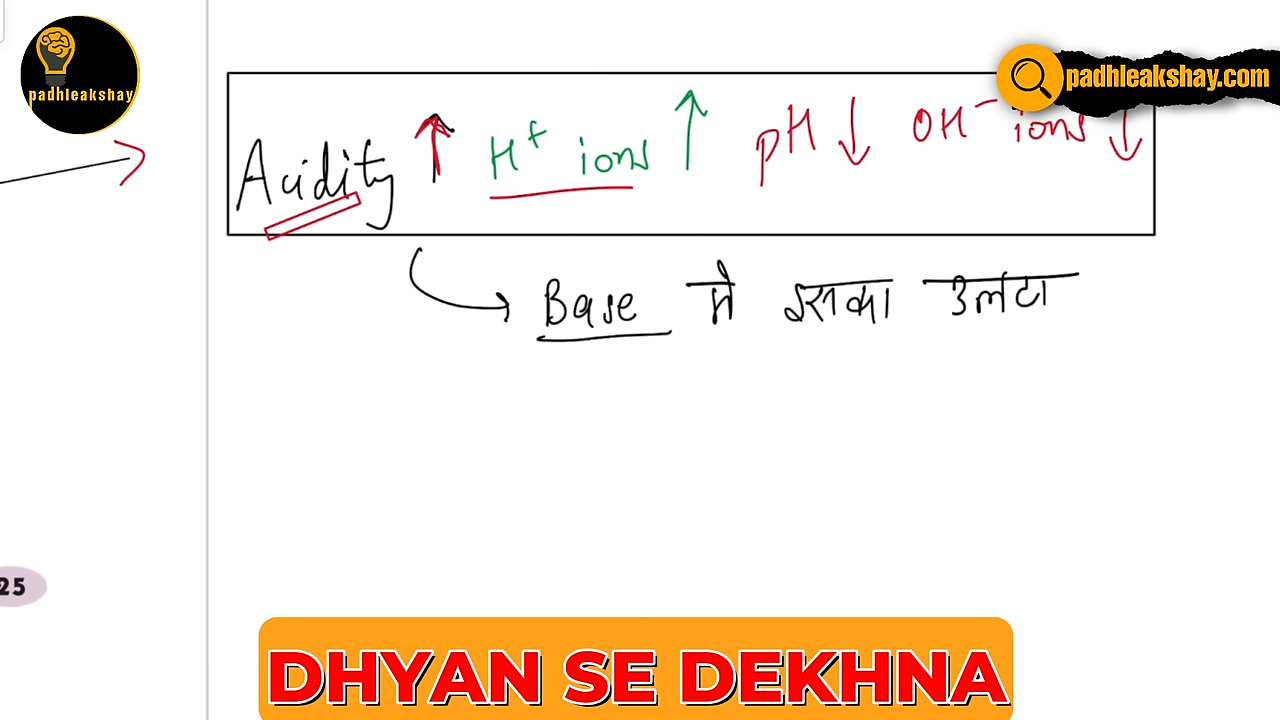 padhleakshay
padhleakshay.com
Acidity ↑ H⁺ ions ↑ pH ↓ OH⁻ ions ↓
Base में इसका उलटा
25
DHYAN SE DEKHNA